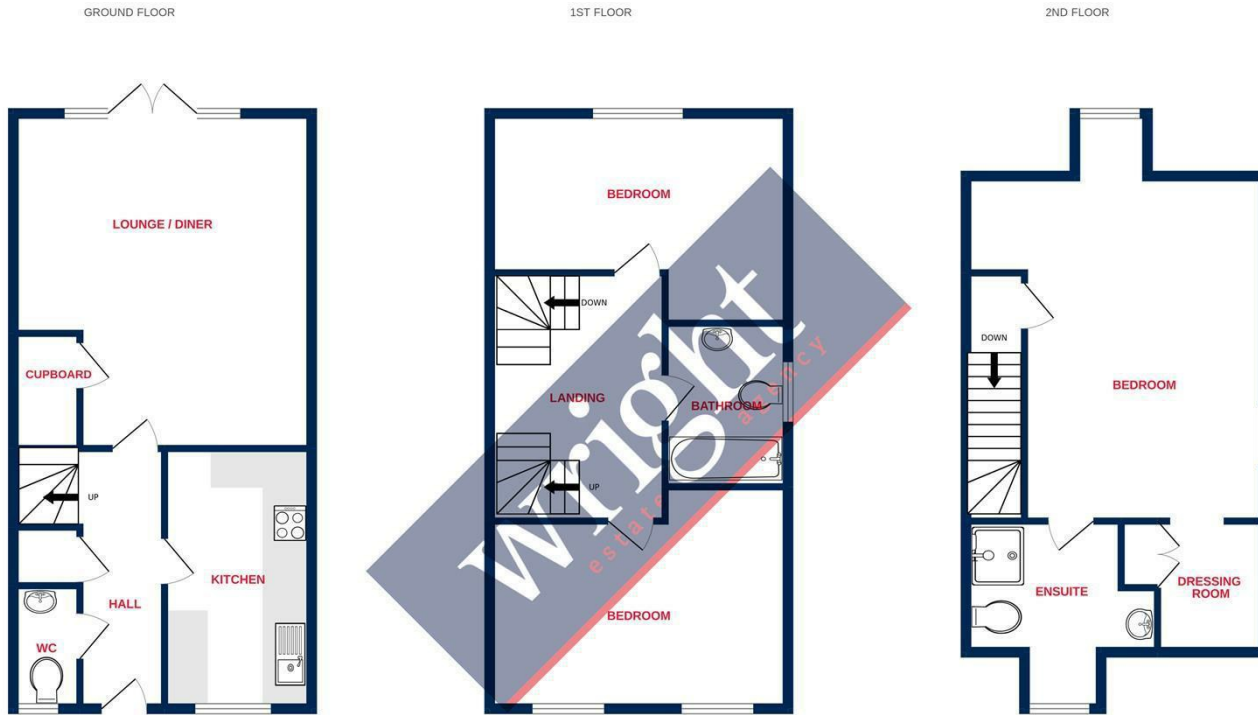 GROUND FLOOR
1ST FLOOR
2ND FLOOR
LOUNGE / DINER
CUPBOARD
UP
KITCHEN
HALL
WC
BEDROOM
DOWN
LANDING
BATHROOM
UP
BEDROOM
wright
estate agency
DOWN
BEDROOM
ENSUITE
DRESSING
ROOM